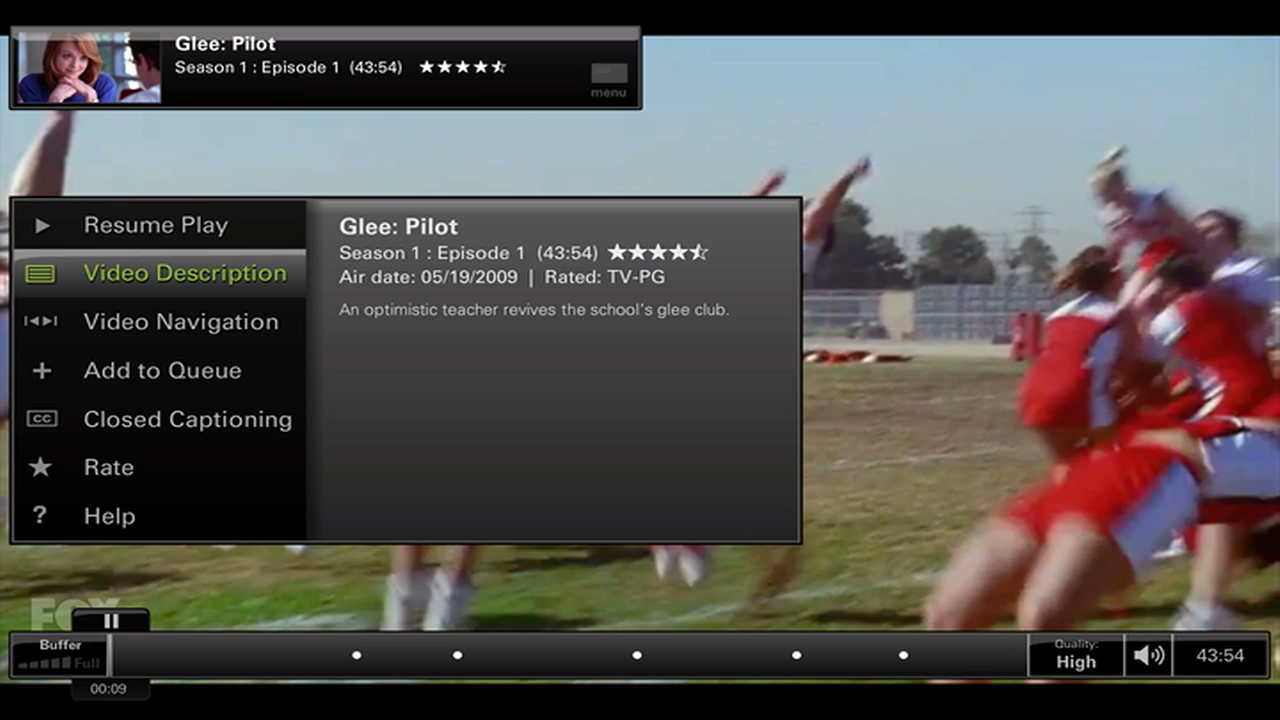 Glee: Pilot
Season 1 : Episode 1 (43:54)
menu
Resume Play
Video Description
Video Navigation
Add to Queue
CC Closed Captioning
Rate
? Help
Glee: Pilot
Season 1 : Episode 1 (43:54)
Air date: 05/19/2009 | Rated: TV-PG
An optimistic teacher revives the school's glee club.
FOX
Buffer
Full
00:09
Quality:
High
43:54